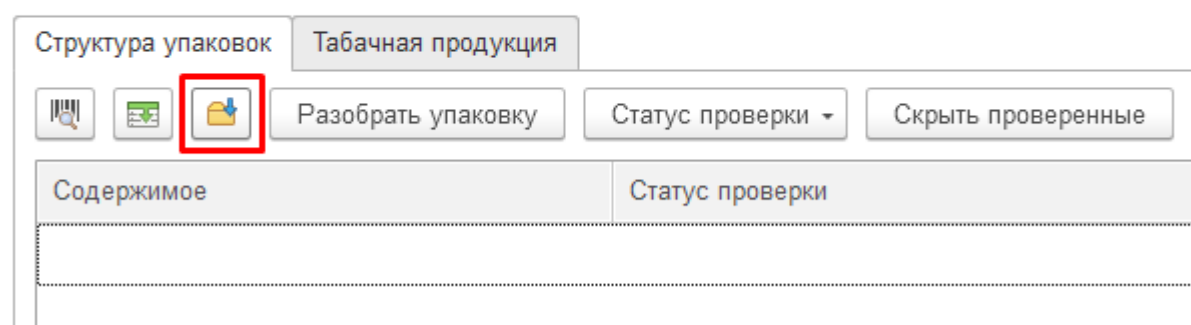 Структура упаковок Табачная продукция
Разобрать упаковку Статус проверки Скрыть проверенные
Содержимое Статус проверки